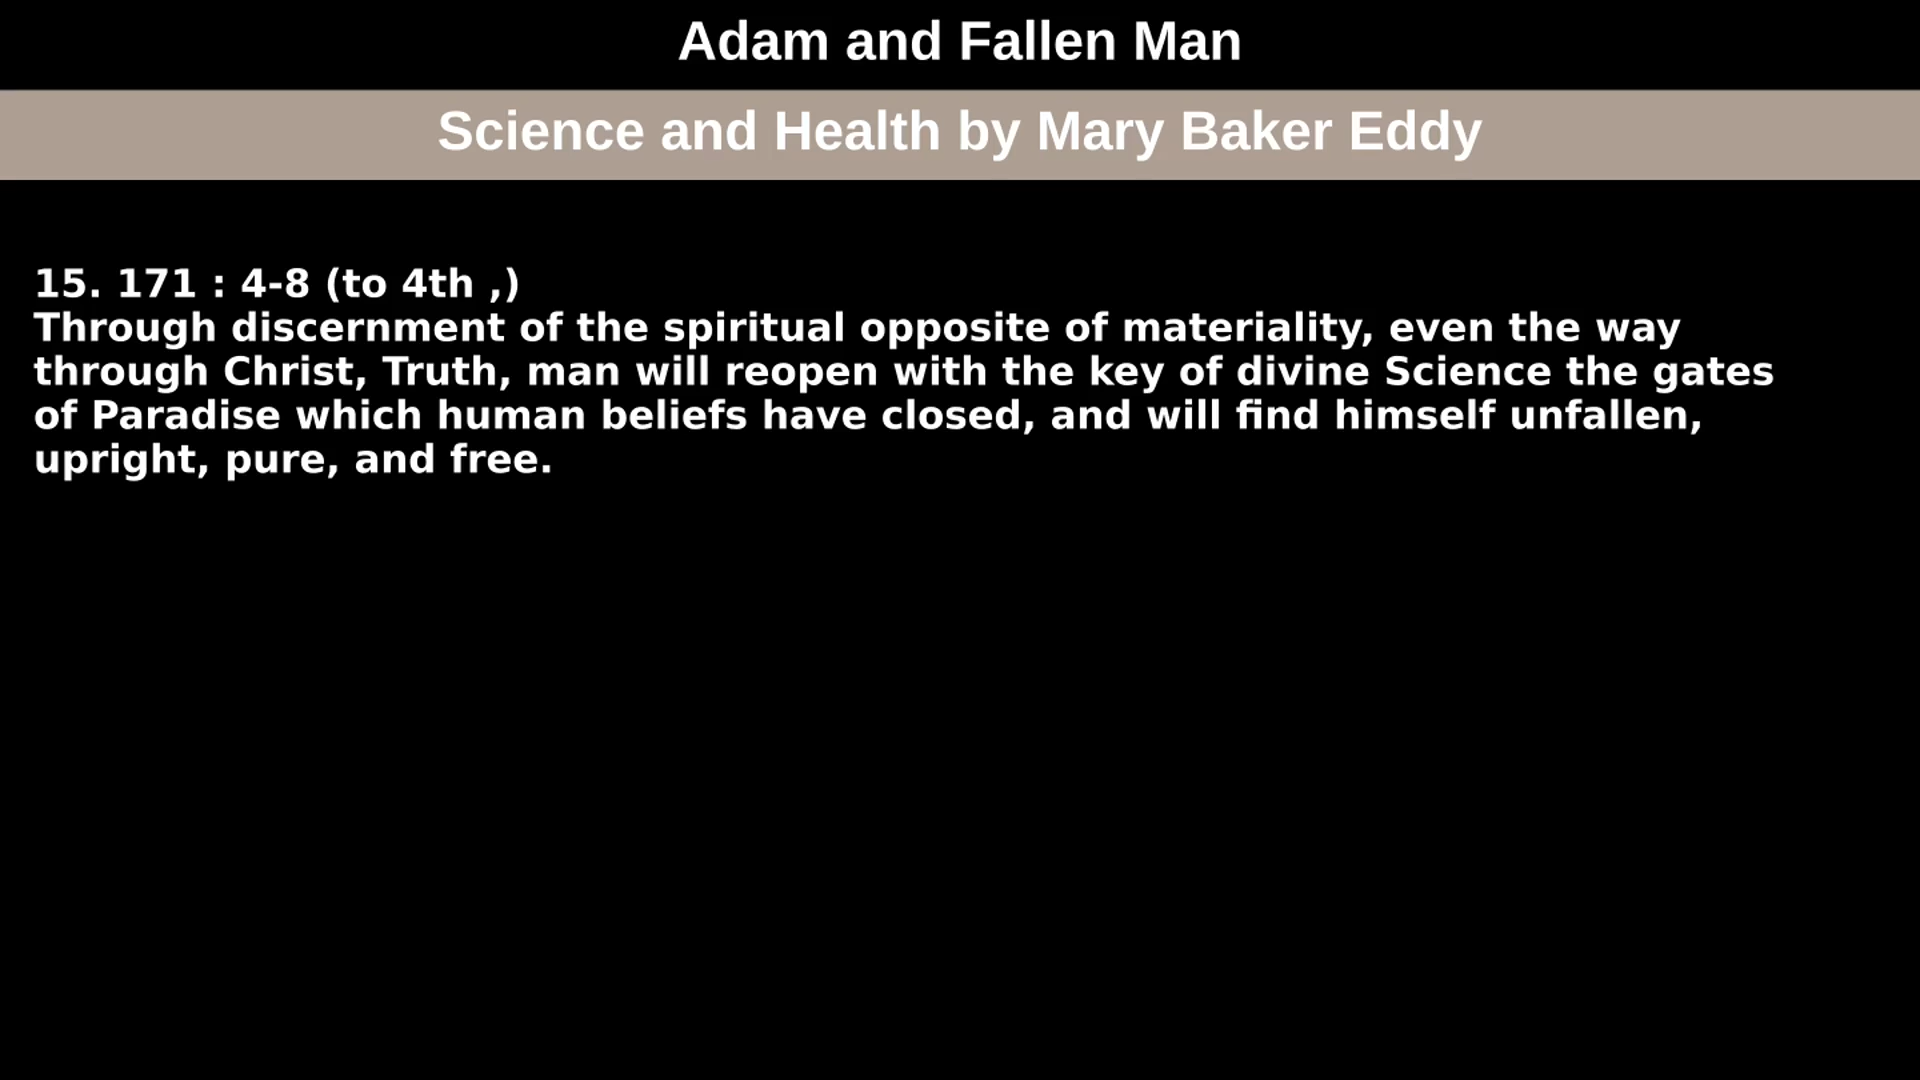 Adam and Fallen Man
Science and Health by Mary Baker Eddy
15. 171 : 4-8 (to 4th ,)
Through discernment of the spiritual opposite of materiality, even the way
through Christ, Truth, man will reopen with the key of divine Science the gates
of Paradise which human beliefs have closed, and will find himself unfallen,
upright, pure, and free.